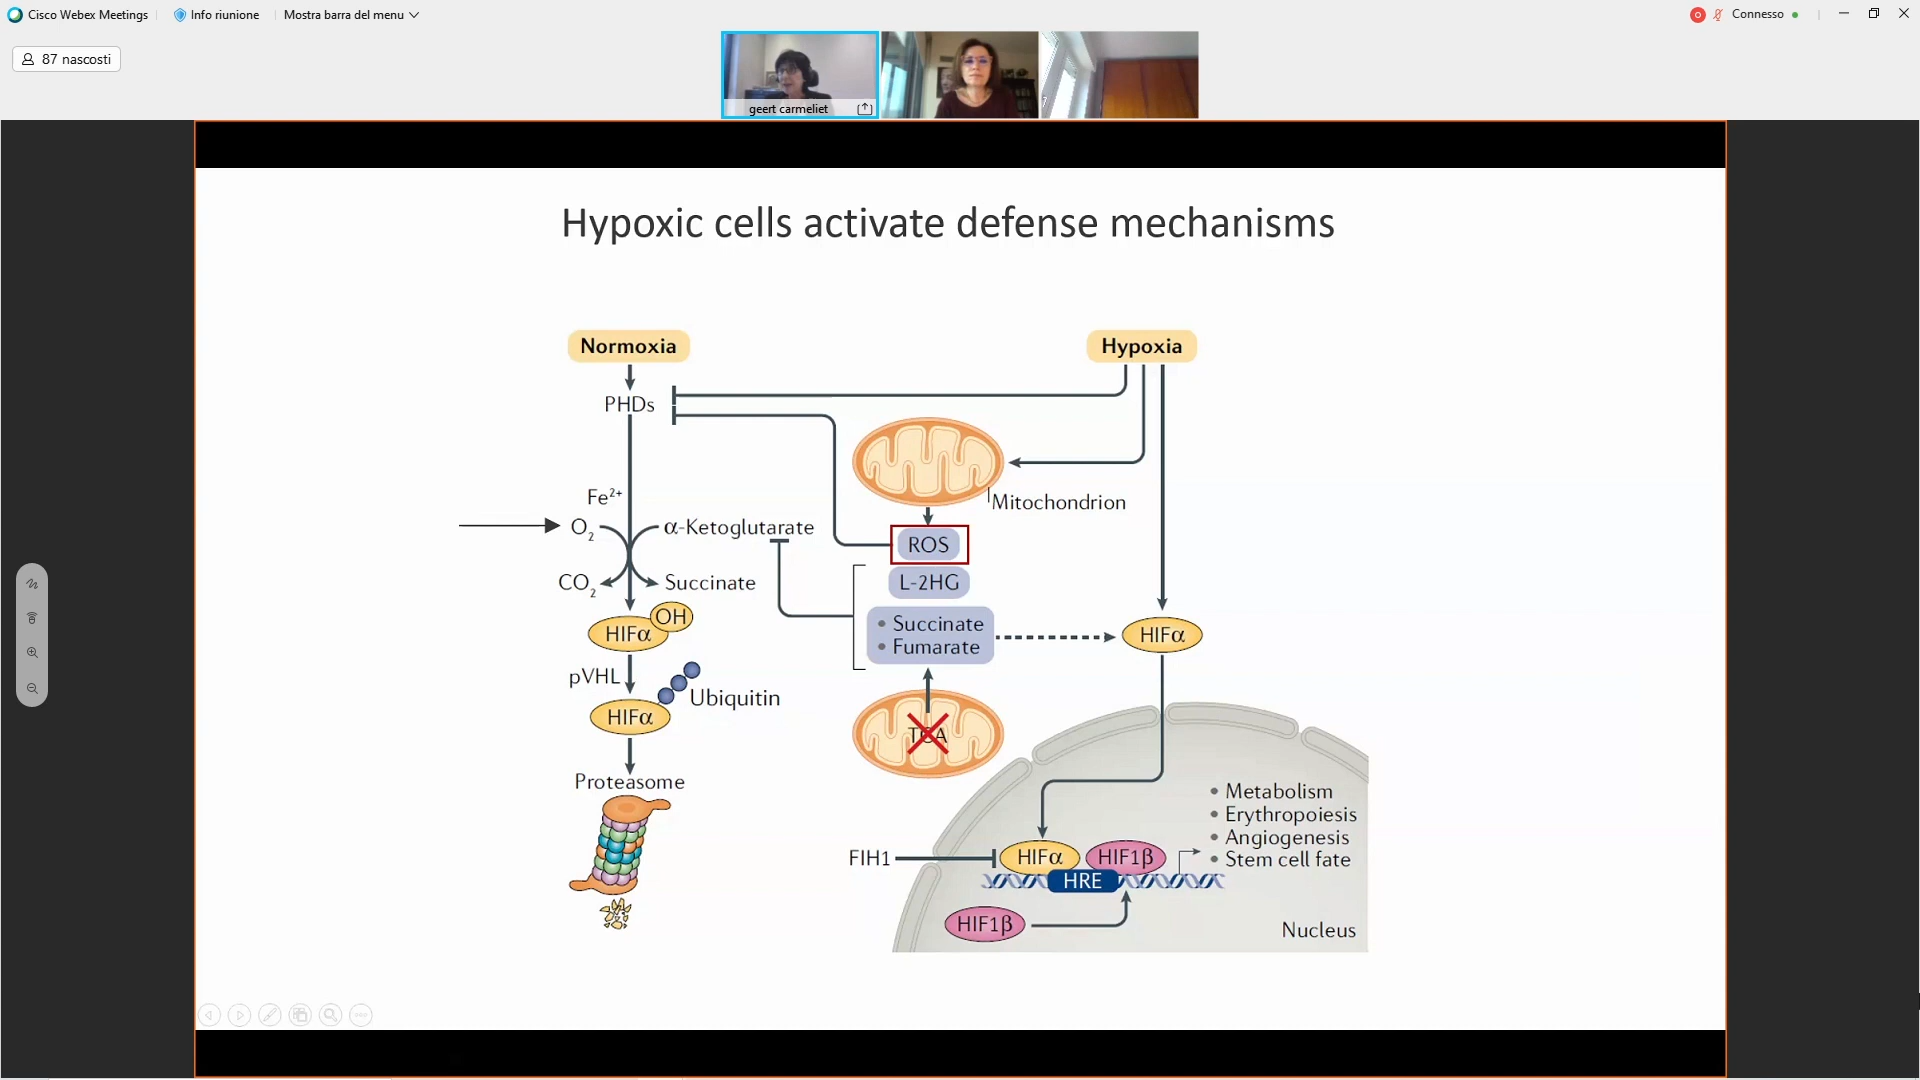 Cisco Webex Meetings
Info riunione
Mostra barra del menu
Connesso
87 nascosti
geert carmeliet
Hypoxic cells activate defense mechanisms
Normoxia
Hypoxia
PHDs
Mitochondrion
Fe²⁺
O₂
α-Ketoglutarate
ROS
CO₂
Succinate
L-2HG
HIFα
OH
• Succinate
• Fumarate
HIFα
pVHL
Ubiquitin
HIFα
TCA
Proteasome
• Metabolism
• Erythropoiesis
• Angiogenesis
• Stem cell fate
FIH1
HIFα
HIF1β
HRE
HIF1β
Nucleus